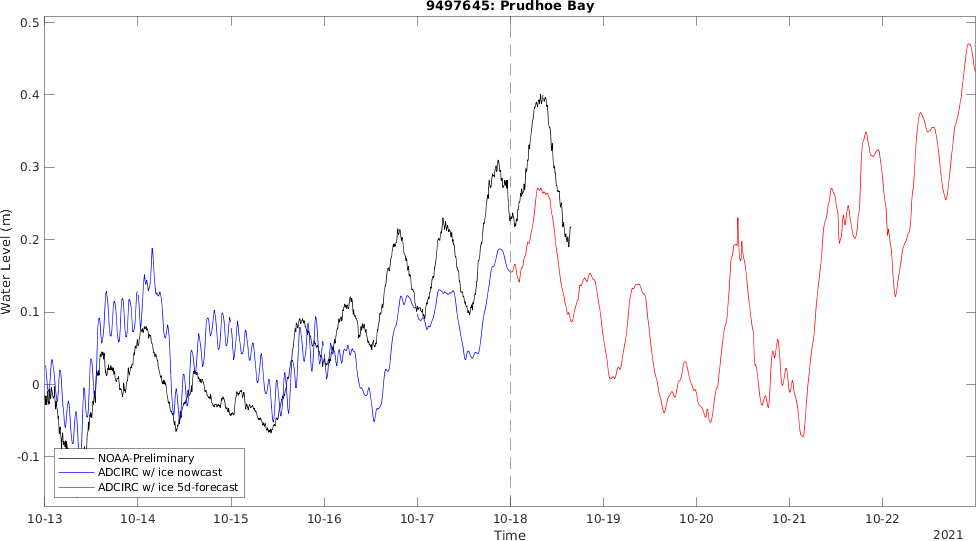 9497645: Prudhoe Bay
0.5
0.4
0.3
0.2
0.1
0
-0.1
Water Level (m)
NOAA-Preliminary
ADCIRC w/ ice nowcast
ADCIRC w/ ice 5d-forecast
10-13 10-14 10-15 10-16 10-17 10-18 10-19 10-20 10-21 10-22
Time
2021